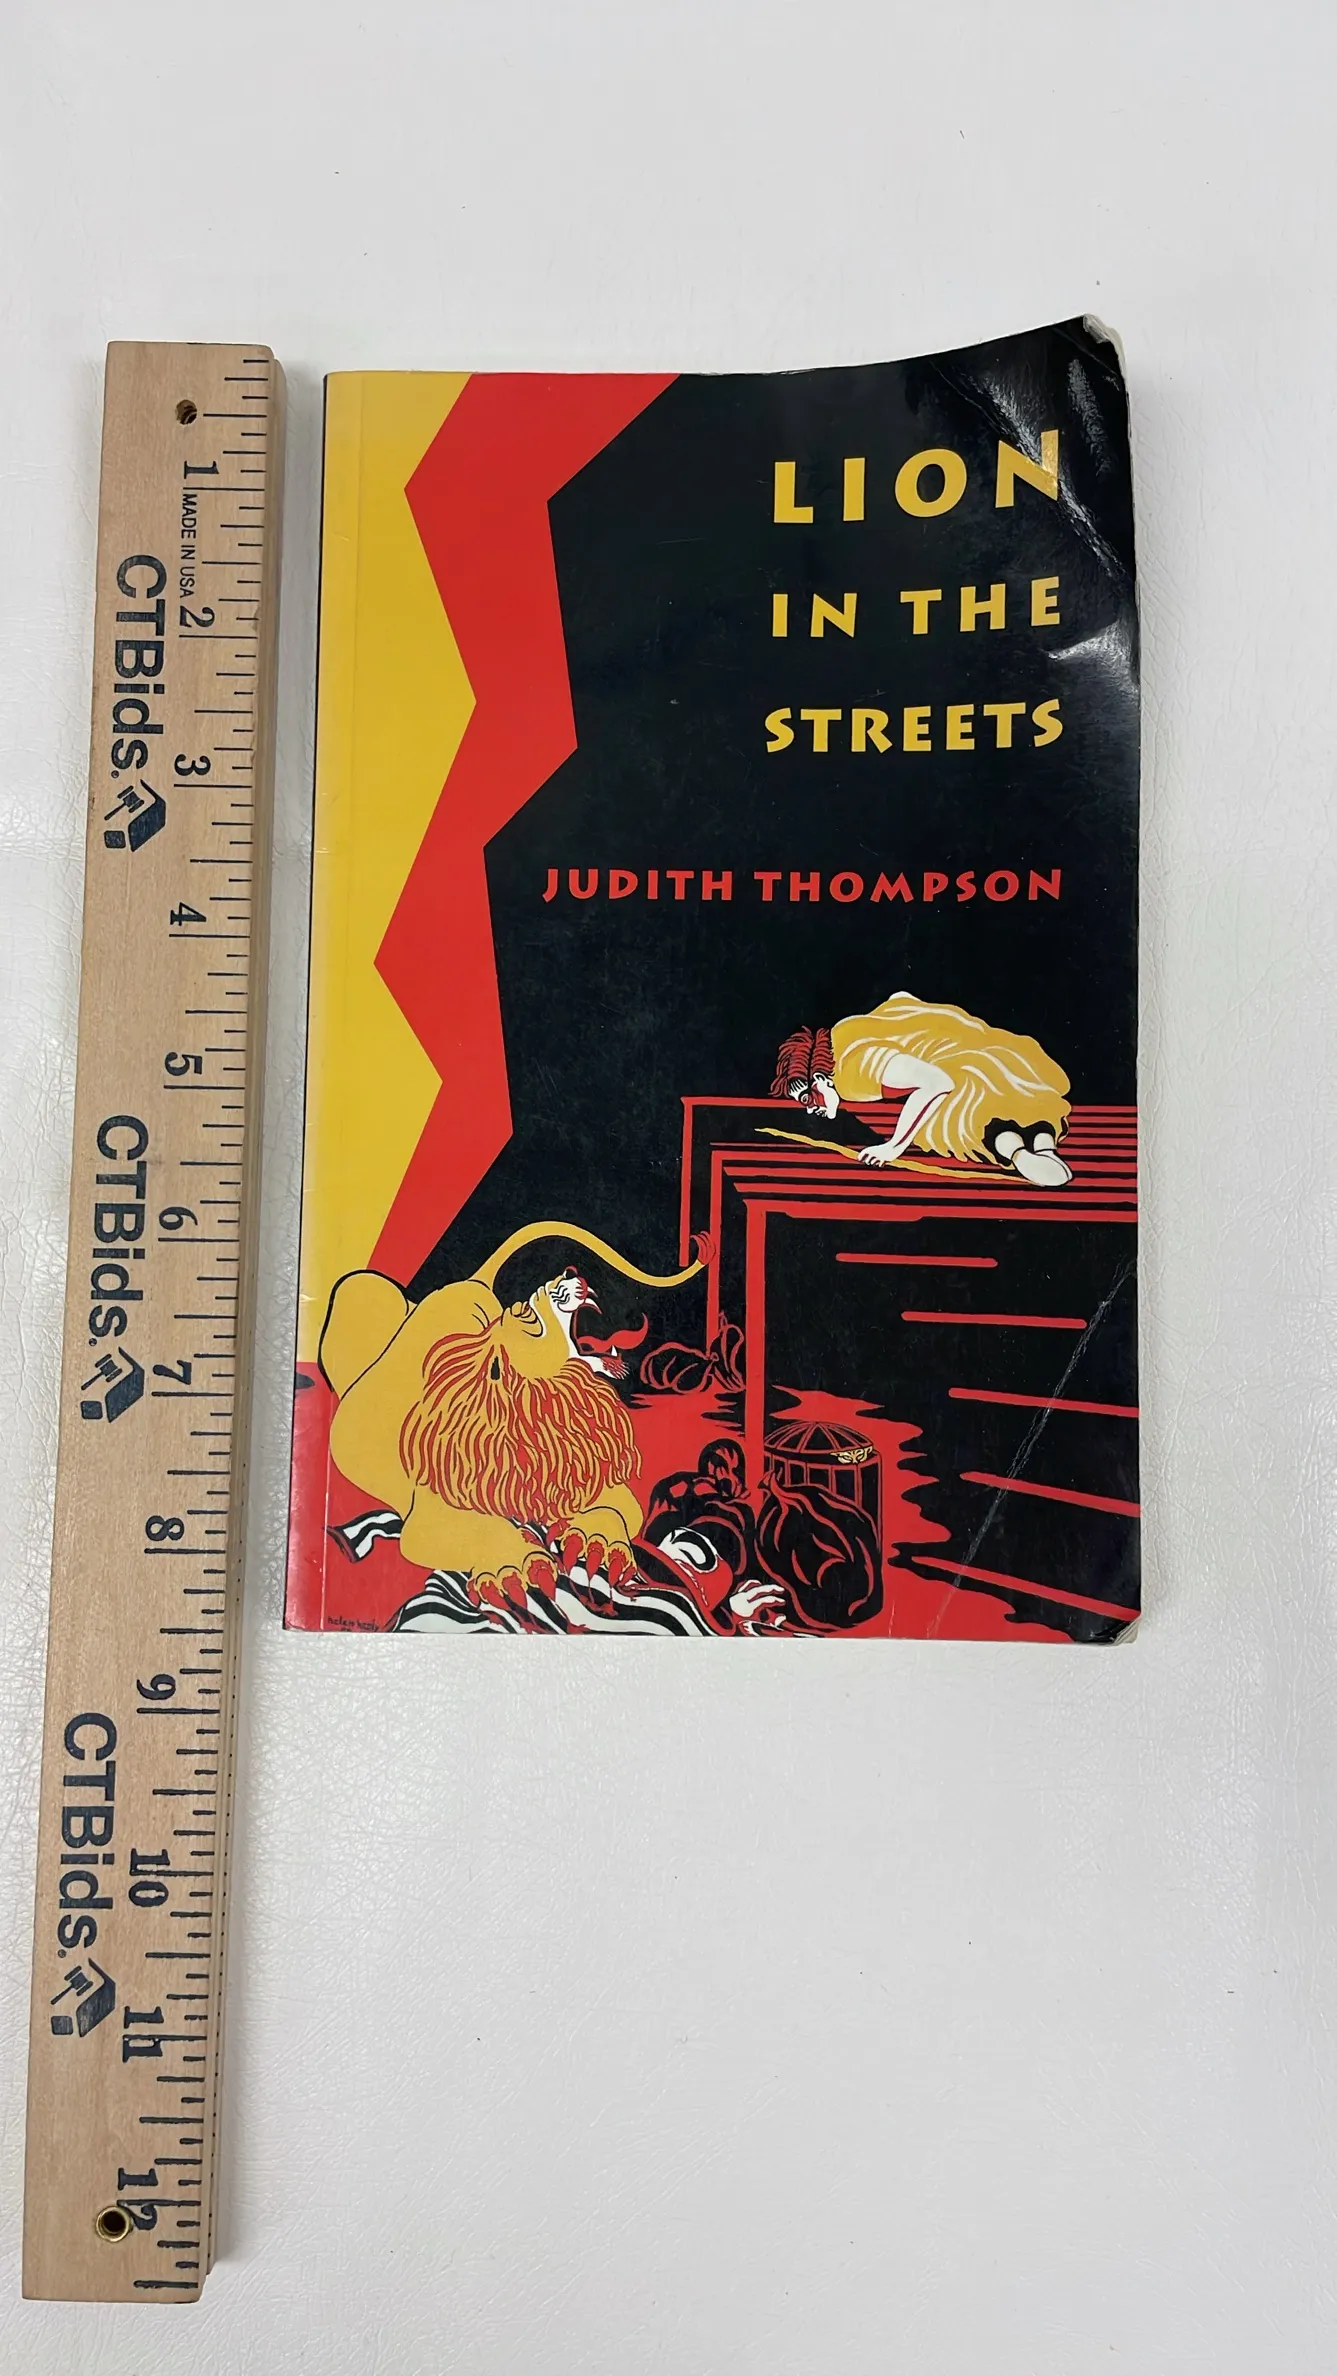 LION
IN THE
STREETS
JUDITH THOMPSON
1
MADE IN USA
2
3
4
5
6
7
8
9
10
11
12
CTBids.
CTBids.
CTBids.